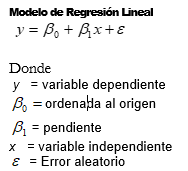 Modelo de Regresión Lineal
y = β₀ + β₁x + ε
Donde
y = variable dependiente
β₀ = ordenada al origen
β₁ = pendiente
x = variable independiente
ε = Error aleatorio